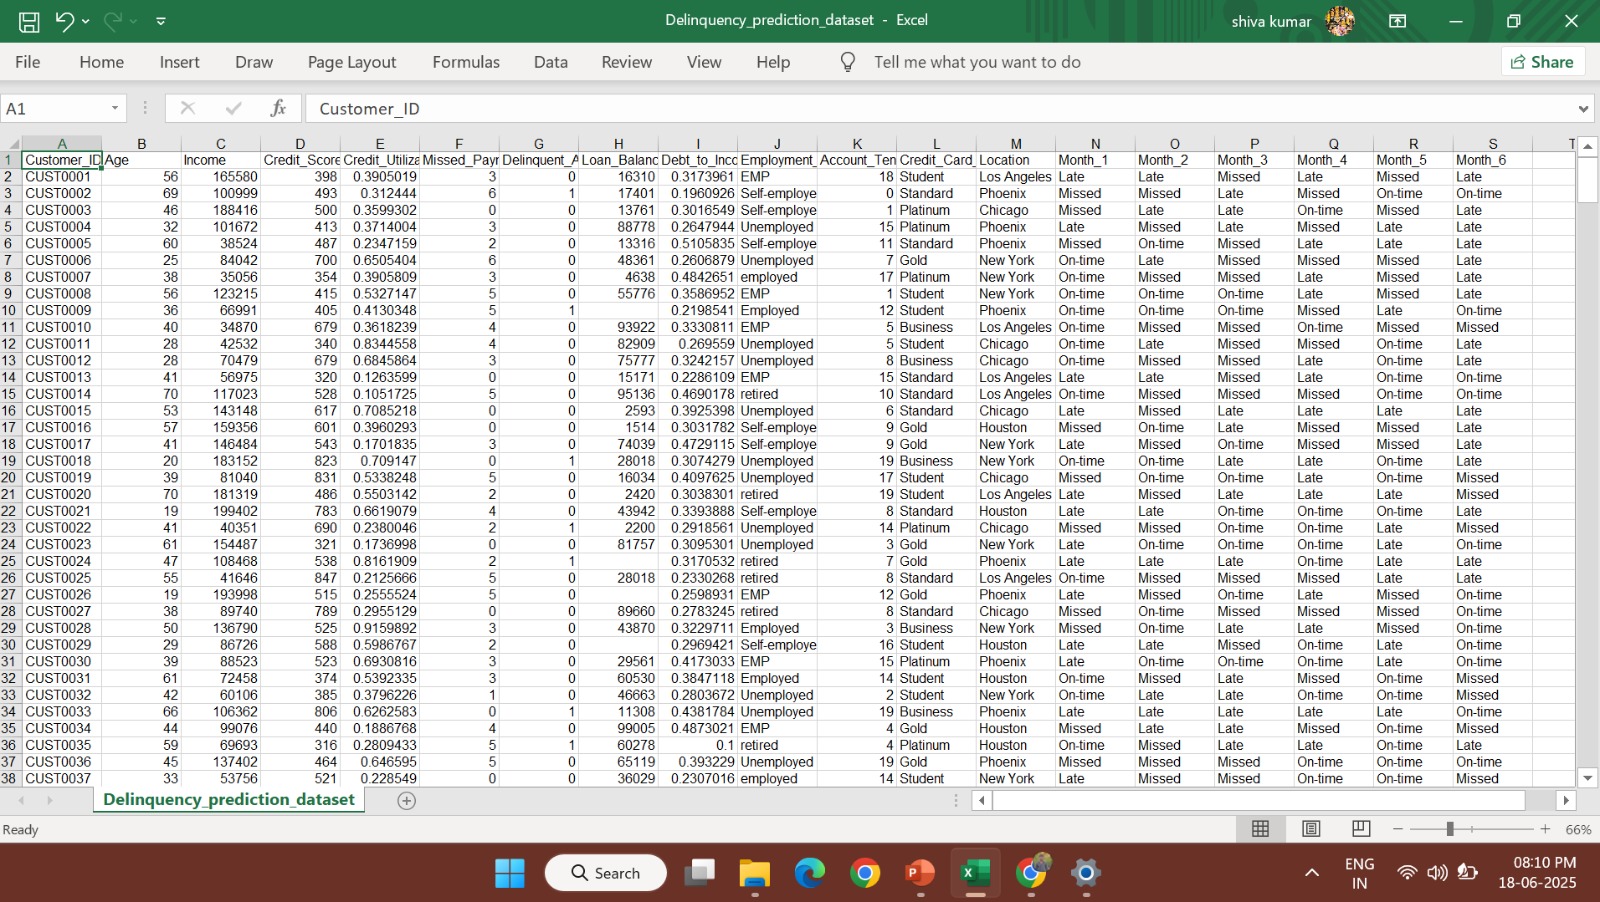 Delinquency_prediction_dataset - Excel
shiva kumar
File Home Insert Draw Page Layout Formulas Data Review View Help Tell me what you want to do Share
A1 fx Customer_ID
A B C D E F G H I J K L M N O P Q R S T
1 Customer_ID Age Income Credit_Score Credit_Utiliza Missed_Payr Delinquent_A Loan_Balanc Debt_to_Inco Employment_ Account_Ten Credit_Card_ Location Month_1 Month_2 Month_3 Month_4 Month_5 Month_6
2 CUST0001 56 165580 398 0.3905019 3 0 16310 0.3173961 EMP 18 Student Los Angeles Late Late Missed Late Missed Late
3 CUST0002 69 100999 493 0.312444 6 1 17401 0.1960926 Self-employe 0 Standard Phoenix Missed Missed Late Missed On-time On-time
4 CUST0003 46 188416 500 0.3599302 0 0 13761 0.3016549 Self-employe 1 Platinum Chicago Missed Late Late On-time Missed Late
5 CUST0004 32 101672 413 0.3714004 3 0 88778 0.2647944 Unemployed 15 Platinum Phoenix Late Missed Late Missed Late Late
6 CUST0005 60 38524 487 0.2347159 2 0 13316 0.5105835 Self-employe 11 Standard Phoenix Missed On-time Missed Late Late Late
7 CUST0006 25 84042 700 0.6505404 6 0 48361 0.2606879 Unemployed 7 Gold New York On-time Late Missed Missed Missed Late
8 CUST0007 38 35056 354 0.3905809 3 0 4638 0.4842651 employed 17 Platinum New York On-time Missed Missed Late Missed Late
9 CUST0008 56 123215 415 0.5327147 5 0 55776 0.3586952 EMP 1 Student New York On-time On-time On-time Late Missed Late
10 CUST0009 36 66991 405 0.4130348 5 1 0.2198541 Employed 12 Student Phoenix On-time On-time On-time Missed Late On-time
11 CUST0010 40 34870 679 0.3618239 4 0 93922 0.3330811 EMP 5 Business Los Angeles On-time Missed Missed On-time Missed Missed
12 CUST0011 28 42532 340 0.8344558 4 0 82909 0.269559 Unemployed 5 Student Chicago On-time Late Missed Missed On-time Late
13 CUST0012 28 70479 679 0.6845864 3 0 75777 0.3242157 Unemployed 8 Business Chicago On-time Missed Missed Late On-time Late
14 CUST0013 41 56975 320 0.1263599 0 0 15171 0.2286109 EMP 15 Standard Los Angeles Late Late Missed Late On-time On-time
15 CUST0014 70 117023 528 0.1051725 5 0 95136 0.4690178 retired 10 Standard Los Angeles On-time Missed Missed Missed On-time On-time
16 CUST0015 53 143148 617 0.7085218 0 0 2593 0.3925398 Unemployed 6 Standard Chicago Late Missed Late Late Late Late
17 CUST0016 57 159356 601 0.3960293 0 0 1514 0.3031782 Self-employe 9 Gold Houston Missed On-time Late Missed Missed Late
18 CUST0017 41 146484 543 0.1701835 3 0 74039 0.4729115 Self-employe 9 Gold New York Late Missed On-time Missed Missed Late
19 CUST0018 20 183152 823 0.709147 0 1 28018 0.3074279 Unemployed 19 Business New York On-time On-time Late Late On-time Late
20 CUST0019 39 81040 831 0.5338248 5 0 16034 0.4097625 Unemployed 17 Student Chicago Missed On-time On-time Late On-time Missed
21 CUST0020 70 181319 486 0.5503142 2 0 2420 0.3038301 retired 19 Student Los Angeles Late Missed Late Late Late Missed
22 CUST0021 19 199402 783 0.6619079 4 0 43942 0.3393888 Self-employe 8 Standard Houston Late Late On-time On-time On-time Late
23 CUST0022 41 40351 690 0.2380046 2 1 2200 0.2918561 Unemployed 14 Platinum Chicago Missed Missed On-time On-time Late Missed
24 CUST0023 61 154487 321 0.1736998 0 0 81757 0.3095301 Unemployed 3 Gold New York Late On-time On-time On-time Late On-time
25 CUST0024 47 108468 538 0.8161909 2 1 0.3170532 retired 7 Gold Phoenix Late Late Late On-time Late Late
26 CUST0025 55 41646 847 0.2125666 5 0 28018 0.2330268 retired 8 Standard Los Angeles On-time Missed Missed Missed Late Late
27 CUST0026 19 193998 515 0.2555524 5 0 0.2598931 EMP 12 Gold Phoenix Late Missed On-time Late Missed On-time
28 CUST0027 38 89740 789 0.2955129 0 0 89660 0.2783245 retired 8 Standard Chicago Missed On-time Missed Missed Missed On-time
29 CUST0028 50 136790 525 0.9159892 3 0 43870 0.3229711 Employed 3 Business New York Missed On-time Late Late Missed On-time
30 CUST0029 29 86726 588 0.5986767 2 0 0.2969421 Self-employe 16 Student Houston Late Late Missed On-time Late On-time
31 CUST0030 39 88523 523 0.6930816 3 0 29561 0.4173033 EMP 15 Platinum Phoenix Late On-time On-time On-time Late On-time
32 CUST0031 61 72458 374 0.5392335 3 0 60530 0.3847118 Employed 14 Student Houston On-time Missed Late Missed On-time Missed
33 CUST0032 42 60106 385 0.3796226 1 0 46663 0.2803672 Unemployed 2 Student New York Missed Late Late On-time On-time Missed
34 CUST0033 66 106362 806 0.6262583 0 1 11308 0.4381784 Unemployed 19 Business Phoenix Late Late Late Late Late On-time
35 CUST0034 44 99076 440 0.1886768 4 0 99005 0.4873021 EMP 4 Gold Houston Missed Late Late Missed On-time Missed
36 CUST0035 59 69693 316 0.2809433 5 1 60278 0.1 retired 4 Platinum Houston On-time Missed Late Late On-time Late
37 CUST0036 45 137402 464 0.646595 5 0 65119 0.393229 Unemployed 19 Gold Phoenix Missed Missed Missed On-time Missed On-time
38 CUST0037 33 53756 521 0.228549 0 0 36029 0.2307016 employed 14 Student New York Late Missed Missed On-time On-time Missed
Delinquency_prediction_dataset
Ready 66%
Search
ENG
IN
08:10 PM
18-06-2025